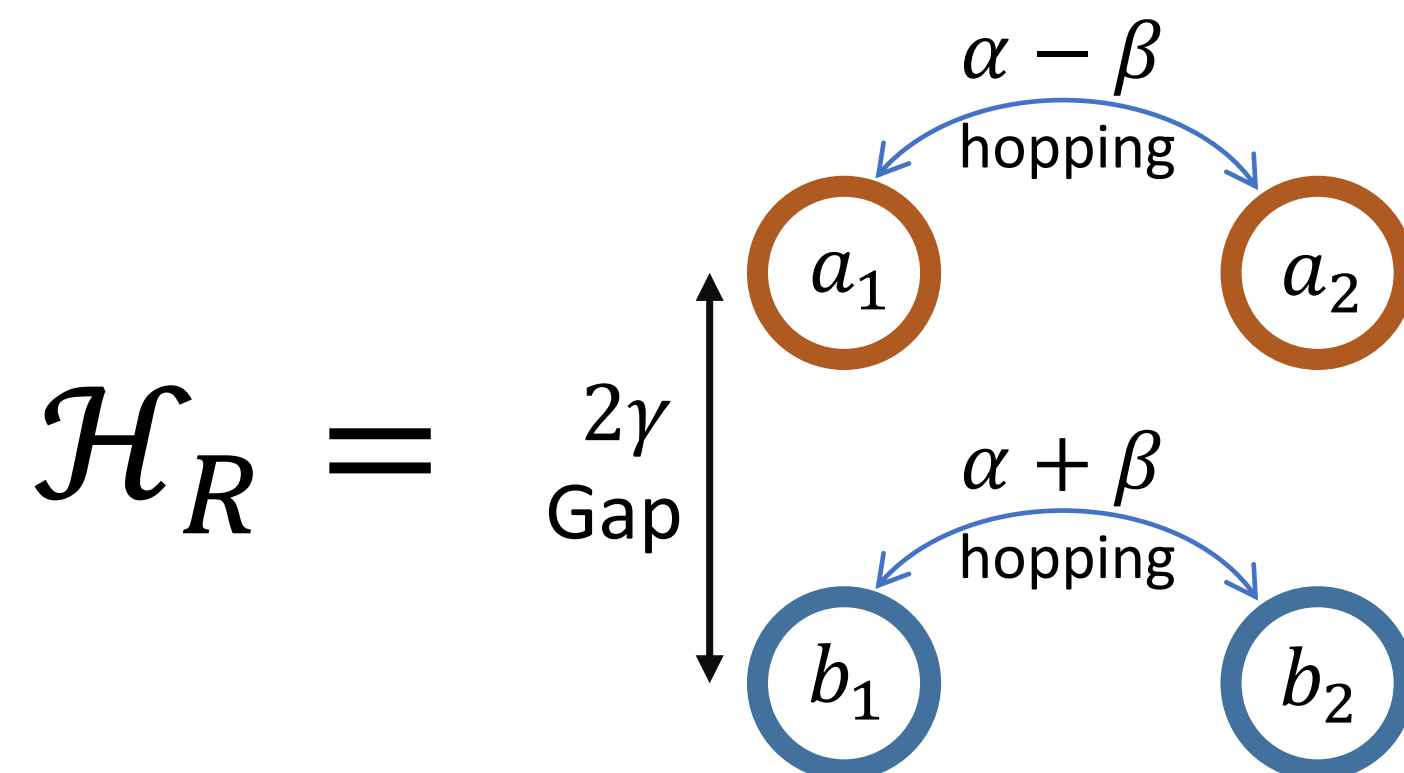 α − β
hopping
a₁
a₂
ℋ_R =
2γ
Gap
α + β
hopping
b₁
b₂